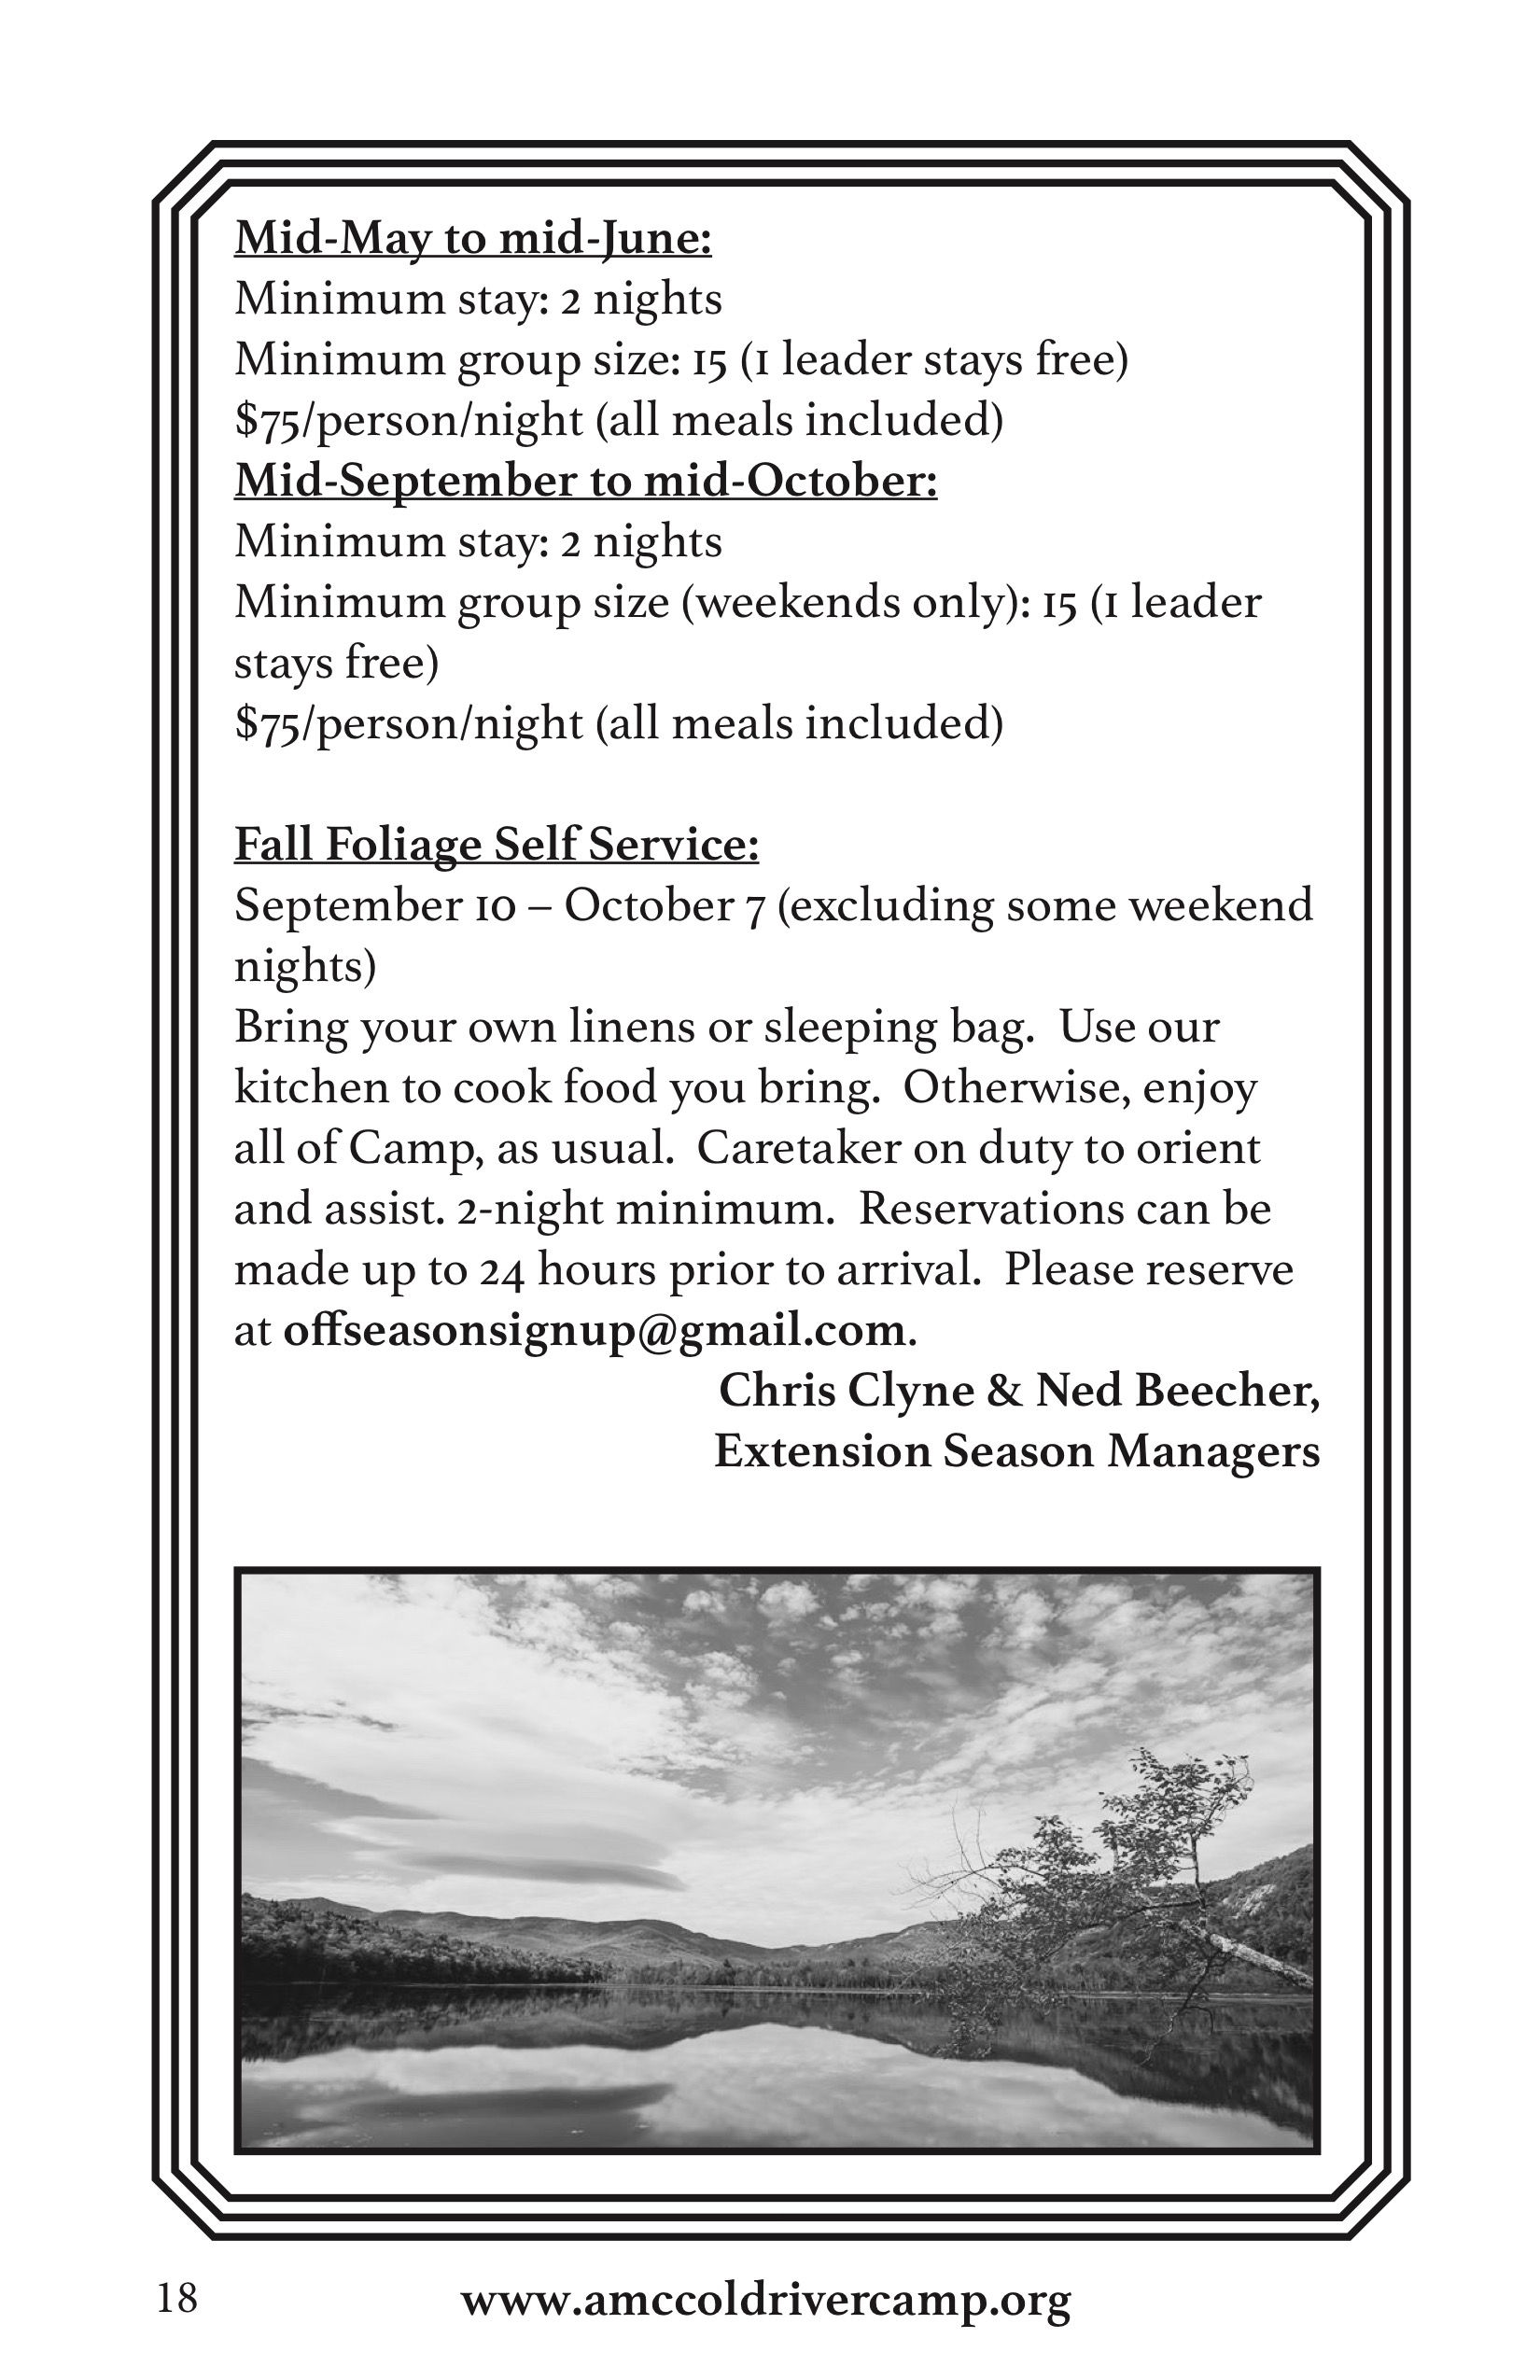 Mid-May to mid-June:
Minimum stay: 2 nights
Minimum group size: 15 (1 leader stays free)
$75/person/night (all meals included)
Mid-September to mid-October:
Minimum stay: 2 nights
Minimum group size (weekends only): 15 (1 leader
stays free)
$75/person/night (all meals included)
Fall Foliage Self Service:
September 10 – October 7 (excluding some weekend
nights)
Bring your own linens or sleeping bag.  Use our
kitchen to cook food you bring.  Otherwise, enjoy
all of Camp, as usual.  Caretaker on duty to orient
and assist. 2-night minimum.  Reservations can be
made up to 24 hours prior to arrival.  Please reserve
at offseasonsignup@gmail.com.
Chris Clyne & Ned Beecher,
Extension Season Managers
18 www.amccoldrivercamp.org